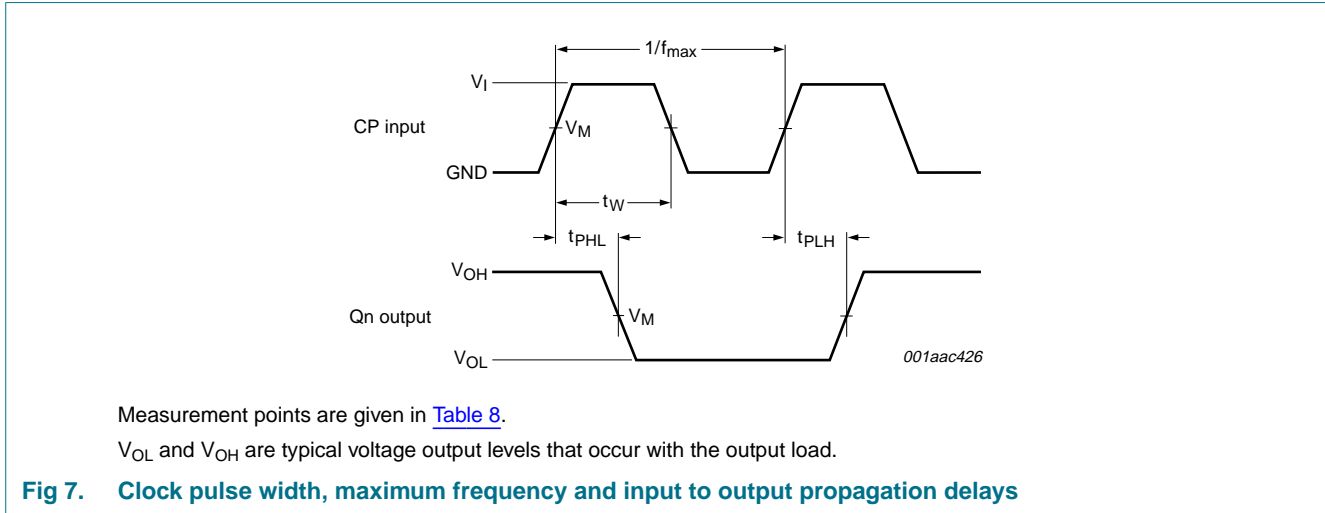 1/fmax
VI
CP input
VM
GND
tW
tPHL
tPLH
VOH
Qn output
VM
VOL
001aac426
Measurement points are given in Table 8.
VOL and VOH are typical voltage output levels that occur with the output load.
Fig 7. Clock pulse width, maximum frequency and input to output propagation delays